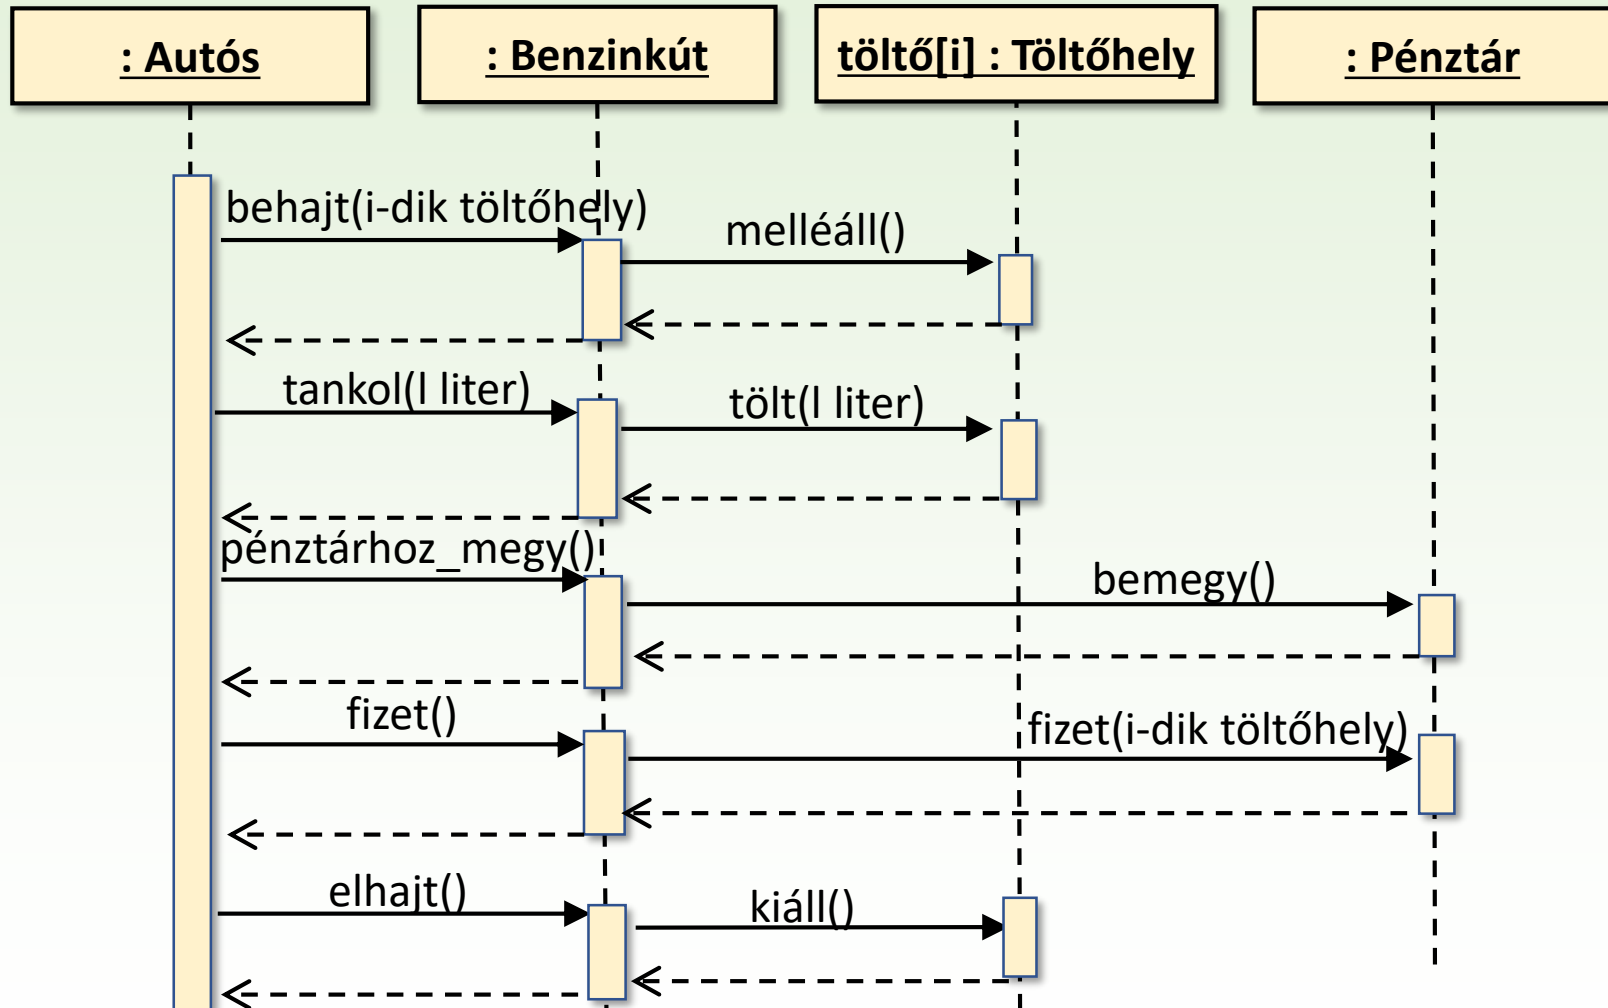 : Autós
: Benzinkút
töltő[i] : Töltőhely
: Pénztár
behajt(i-dik töltőhely)
melléáll()
tankol(l liter)
tölt(l liter)
pénztárhoz_megy()
bemegy()
fizet()
fizet(i-dik töltőhely)
elhajt()
kiáll()